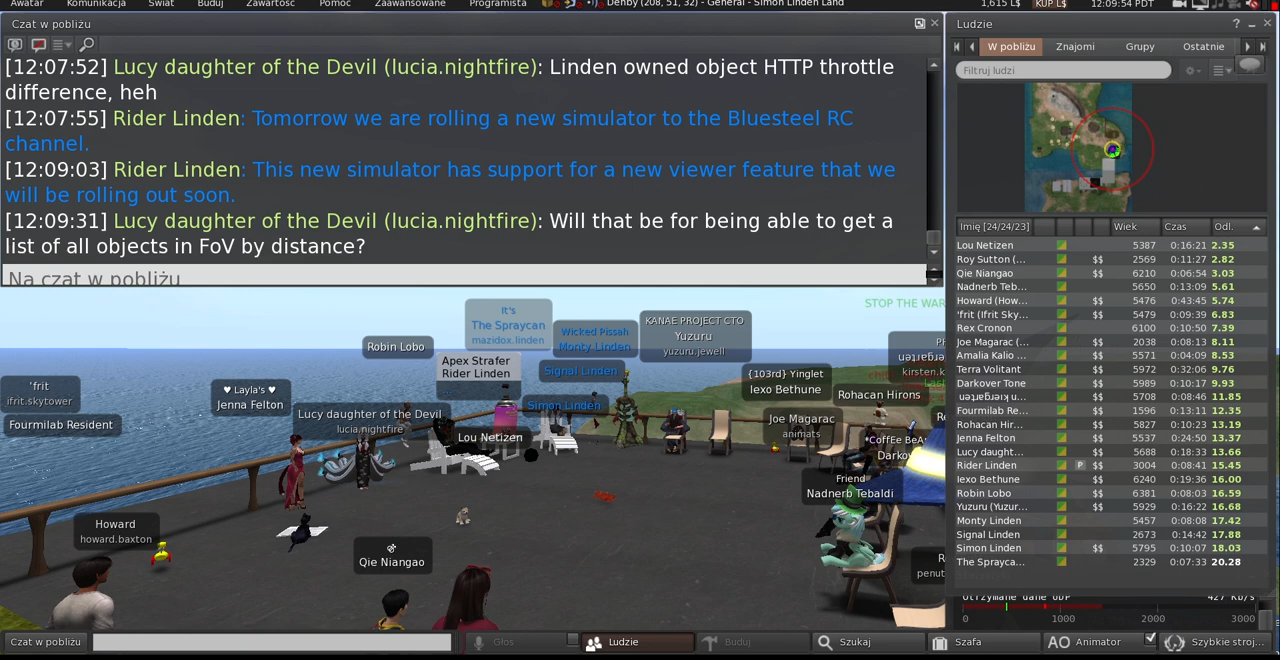 Awatar Komunikacja Świat Buduj Zawartość Pomoc Zaawansowane Programista Denby (208, 51, 32) - General - Simon Linden Land 1,615 L$ KUP L$ 12:09:54 PDT
Czat w pobliżu
[12:07:52] Lucy daughter of the Devil (lucia.nightfire): Linden owned object HTTP throttle
difference, heh
[12:07:55] Rider Linden: Tomorrow we are rolling a new simulator to the Bluesteel RC
channel.
[12:09:03] Rider Linden: This new simulator has support for a new viewer feature that we
will be rolling out soon.
[12:09:31] Lucy daughter of the Devil (lucia.nightfire): Will that be for being able to get a
list of all objects in FoV by distance?
Na czat w pobliżu
STOP THE WAR
It's
The Spraycan
mazidox.linden
Wicked Pissah
Monty Linden
KANAE PROJECT CTO
Yuzuru
yuzuru.jewell
Robin Lobo
Apex Strafer
Rider Linden
Signal Linden
kirsten.k
{103rd} Yinglet
Iexo Bethune
Rohacan Hirons
'frit
ifrit.skytower
♥ Layla's ♥
Jenna Felton
Simon Linden
Lucy daughter of the Devil
lucia.nightfire
Fourmilab Resident
Joe Magarac
animats
Lou Netizen
*CoffEe BeA
Darko
Friend
Nadnerb Tebaldi
Howard
howard.baxton
Qie Niangao
R
penut
Ludzie
? _ ×
W pobliżu Znajomi Grupy Ostatnie
Filtruj ludzi
Imię [24/24/23] Wiek Czas Odl.
Lou Netizen 5387 0:16:21 2.35
Roy Sutton (... $$ 2569 0:11:27 2.82
Qie Niangao $$ 6210 0:06:54 3.03
Nadnerb Teb... 5650 0:13:09 5.61
Howard (How... $$ 5476 0:43:45 5.74
'frit (Ifrit Sky... $$ 5479 0:09:39 6.83
Rex Cronon 6100 0:10:50 7.39
Joe Magarac (... $$ 2038 0:08:13 8.11
Amalia Kalio ... $$ 5571 0:04:09 8.53
Terra Volitant $$ 5972 0:32:06 9.76
Darkover Tone $$ 5989 0:10:17 9.93
$$ 5708 0:08:46 11.85
Fourmilab Re... $$ 1596 0:13:11 12.35
Rohacan Hir... $$ 5827 0:10:23 13.19
Jenna Felton $$ 5537 0:24:50 13.37
Lucy daught... $$ 5688 0:18:33 13.66
Rider Linden P $$ 3004 0:08:41 15.45
Iexo Bethune $$ 6240 0:19:36 16.00
Robin Lobo $$ 6381 0:08:03 16.59
Yuzuru (Yuzur... $$ 5929 0:16:22 16.68
Monty Linden 5457 0:08:08 17.42
Signal Linden 2673 0:14:42 17.88
Simon Linden $$ 5795 0:10:07 18.03
The Sprayca... 2329 0:07:33 20.28
Otrzymane dane UDP 427 Kb/s
0 1000 2000 3000
Czat w pobliżu Głos Ludzie Buduj Szukaj Szafa AO Animator Szybkie stroj...